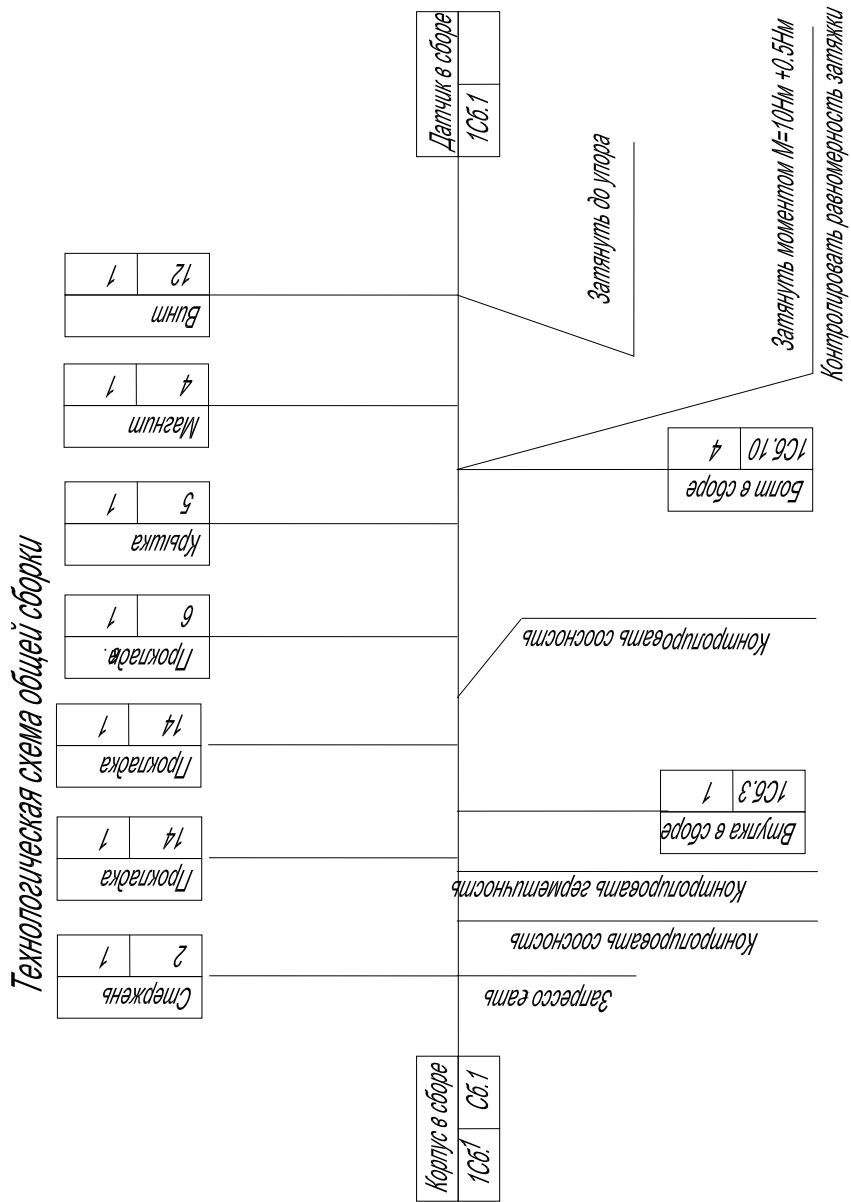 Технологическая схема общей сборки
Корпус в сборе
1Сб.1 Сб.1
Стержень
2 1
Запрессовать
Контролировать соосность
Контролировать герметичность
Прокладка
14 1
Втулка в сборе
1Сб.3 1
Прокладка
14 1
Контролировать соосность
Проклад
6 1
Крышка
5 1
Болт в сборе
1Сб.10 4
Затянуть моментом М=10Нм +0.5Нм
Контролировать равномерность затяжки
Магнит
4 1
Винт
12 1
Затянуть до упора
Датчик в сборе
1Сб.1